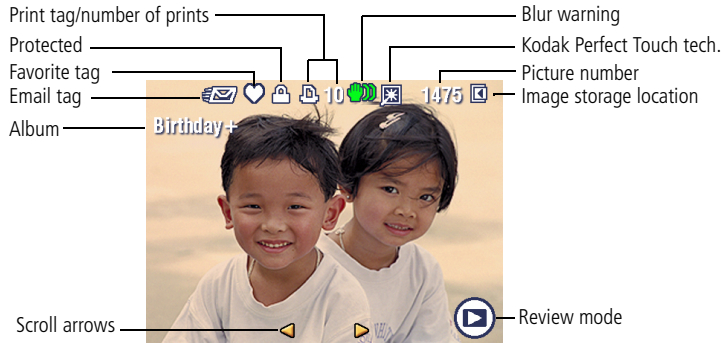 Print tag/number of prints
Protected
Favorite tag
Email tag
Album
Blur warning
Kodak Perfect Touch tech.
Picture number
Image storage location
10
1475
Birthday+
Scroll arrows
Review mode